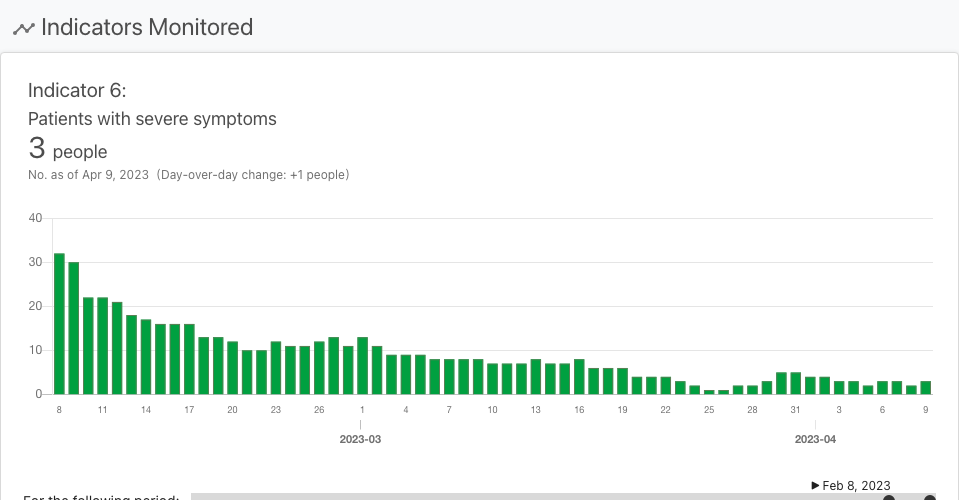 Indicators Monitored
Indicator 6:
Patients with severe symptoms
3 people
No. as of Apr 9, 2023 (Day-over-day change: +1 people)
40
30
20
10
0
8 11 14 17 20 23 26 1 4 7 10 13 16 19 22 25 28 31 3 6 9
2023-03 2023-04
▶ Feb 8, 2023
For the following period: